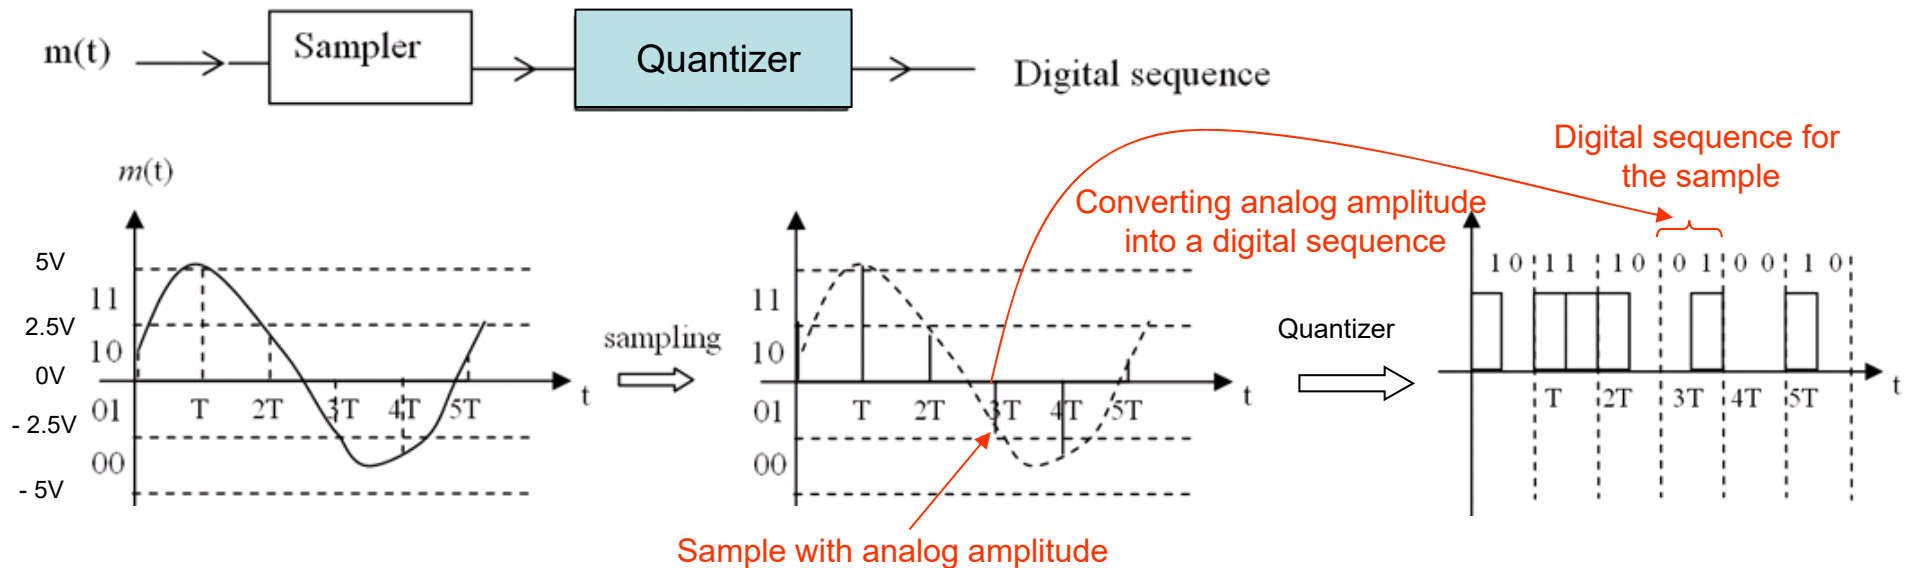 m(t)
Sampler
Quantizer
Digital sequence
Digital sequence for
the sample
Converting analog amplitude
into a digital sequence
m(t)
5V
11
2.5V
10
0V
01
- 2.5V
00
- 5V
T 2T 3T 4T 5T t
sampling
11
10
01
00
T 2T 3T 4T 5T t
Quantizer
1 0 1 1 1 0 0 1 0 0 1 0
T 2T 3T 4T 5T t
Sample with analog amplitude